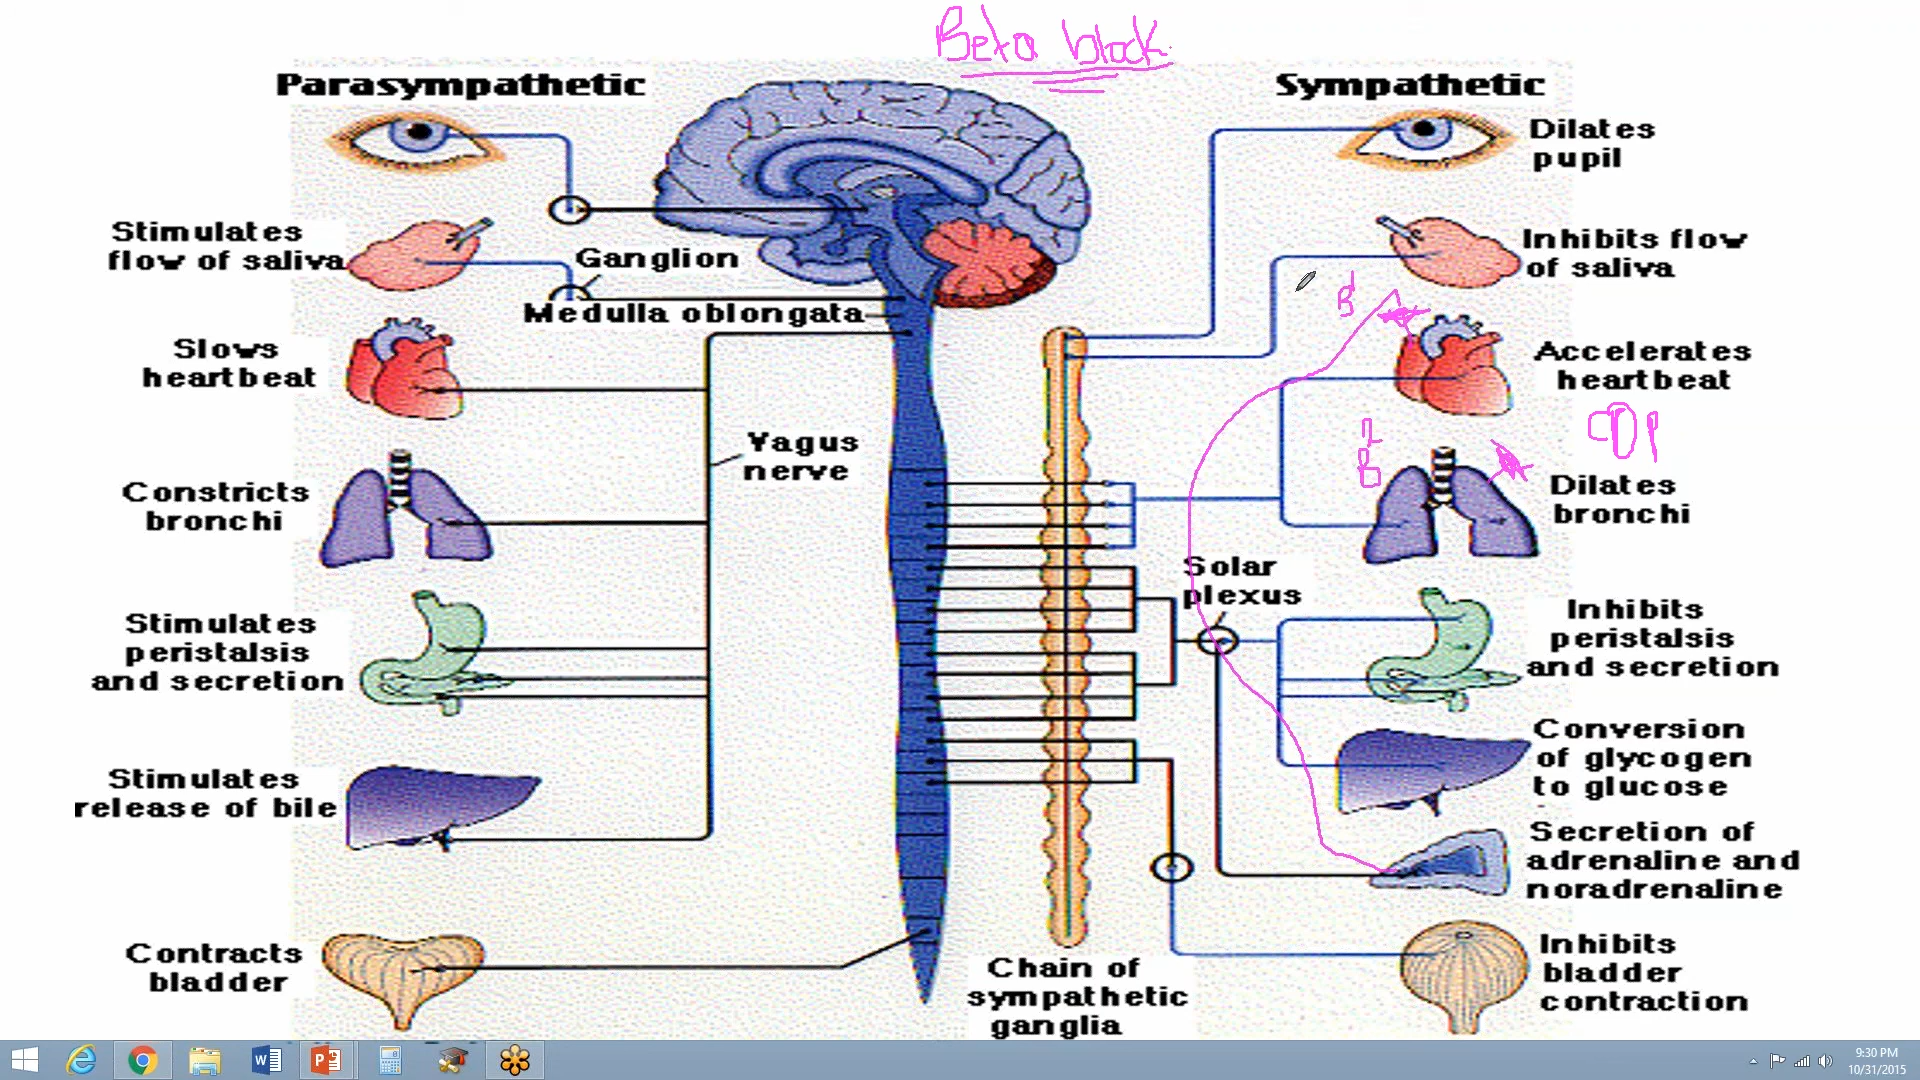 Beta block
Parasympathetic
Sympathetic
Dilates
pupil
Stimulates
flow of saliva
Ganglion
Inhibits flow
of saliva
Medulla oblongata
Slows
heartbeat
Accelerates
heartbeat
Vagus
nerve
Constricts
bronchi
Dilates
bronchi
Solar
plexus
Stimulates
peristalsis
and secretion
Inhibits
peristalsis
and secretion
Stimulates
release of bile
Conversion
of glycogen
to glucose
Secretion of
adrenaline and
noradrenaline
Contracts
bladder
Chain of
sympathetic
ganglia
Inhibits
bladder
contraction
9:30 PM
10/31/2015